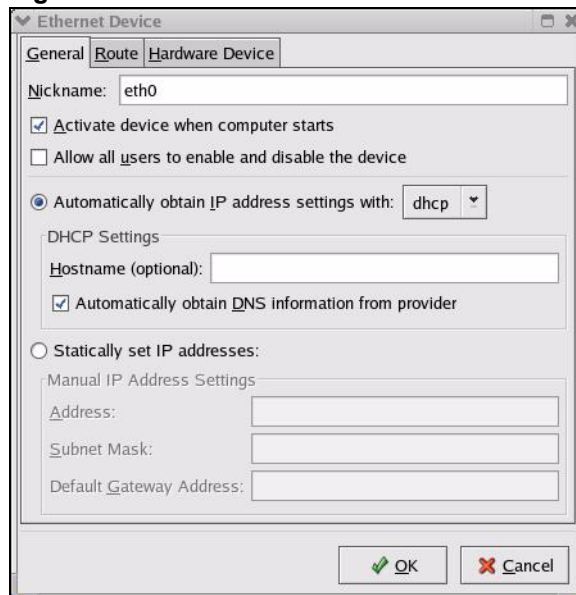 Ethernet Device
General Route Hardware Device
Nickname: eth0
Activate device when computer starts
Allow all users to enable and disable the device
Automatically obtain IP address settings with: dhcp
DHCP Settings
Hostname (optional):
Automatically obtain DNS information from provider
Statically set IP addresses:
Manual IP Address Settings
Address:
Subnet Mask:
Default Gateway Address:
OK Cancel